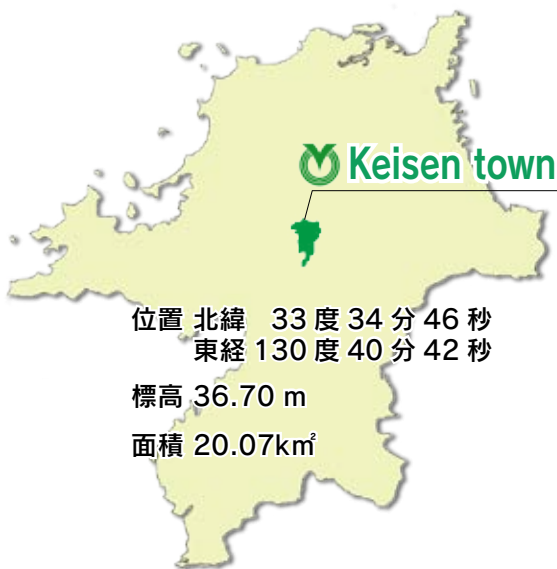 Keisen town
位置 北緯 33 度 34 分 46 秒
東経 130 度 40 分 42 秒
標高 36.70 m
面積 20.07k㎡